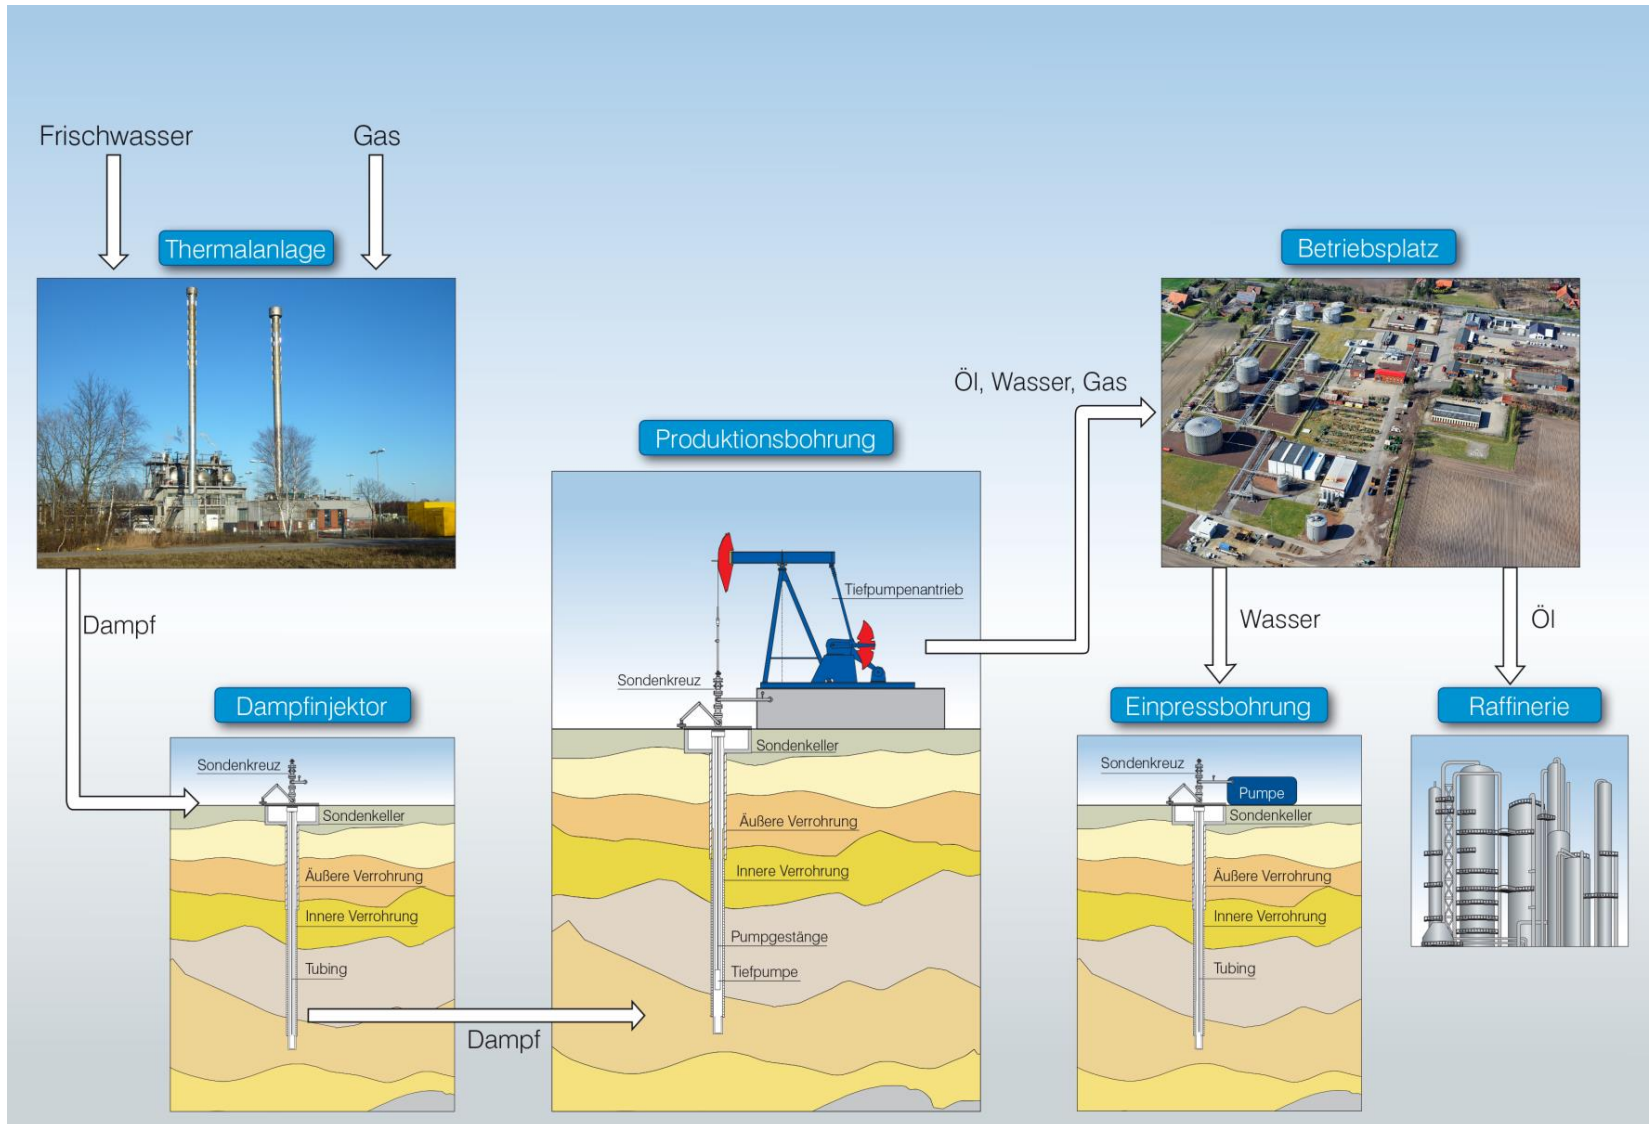 Frischwasser
Gas
Thermalanlage
Dampf
Dampfinjektor
Sondenkreuz
Sondenkeller
Äußere Verrohrung
Innere Verrohrung
Tubing
Dampf
Produktionsbohrung
Tiefpumpenantrieb
Sondenkreuz
Sondenkeller
Äußere Verrohrung
Innere Verrohrung
Pumpgestänge
Tiefpumpe
Öl, Wasser, Gas
Betriebsplatz
Wasser
Öl
Einpressbohrung
Sondenkreuz
Pumpe
Sondenkeller
Äußere Verrohrung
Innere Verrohrung
Tubing
Raffinerie